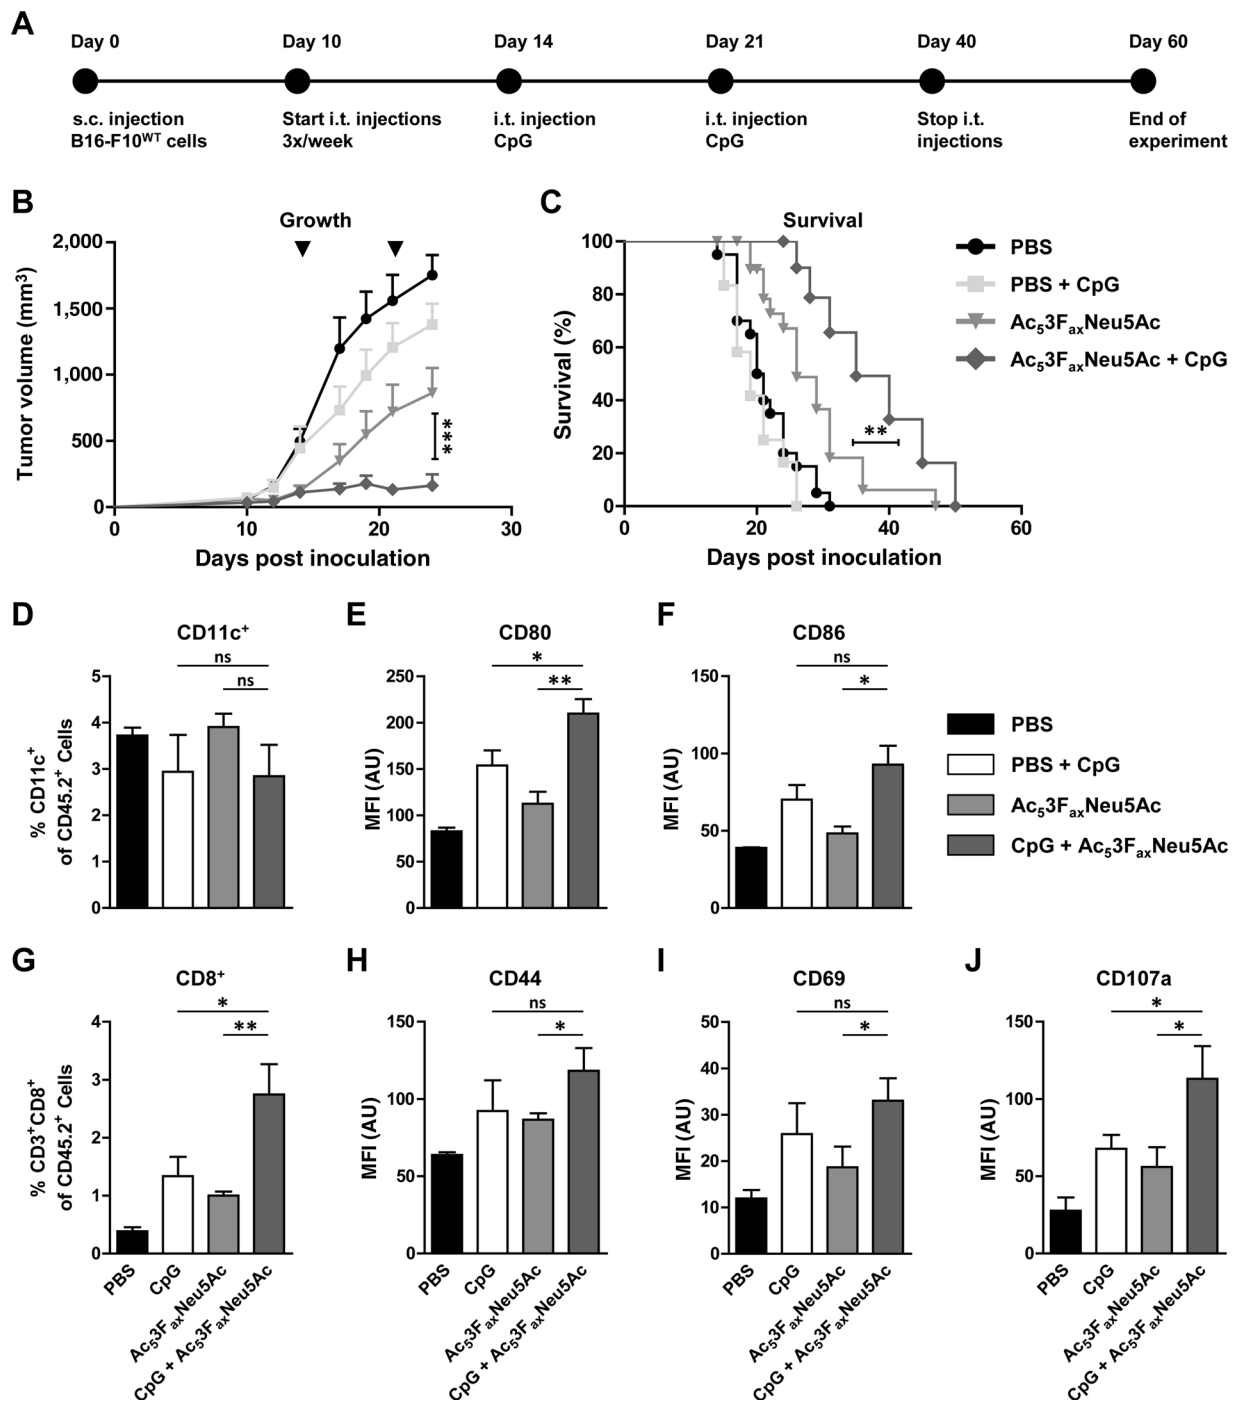 A
Day 0
Day 10
Day 14
Day 21
Day 40
Day 60
s.c. injection
B16-F10ᵂᵀ cells
Start i.t. injections
3x/week
i.t. injection
CpG
i.t. injection
CpG
Stop i.t.
injections
End of
experiment
B
Growth
Tumor volume (mm³)
2,000
1,500
1,000
500
0
0
10
20
30
Days post inoculation
***
C
Survival
Survival (%)
100
80
60
40
20
0
0
20
40
60
Days post inoculation
**
PBS
PBS + CpG
Ac₅3FₐₓNeu5Ac
Ac₅3FₐₓNeu5Ac + CpG
D
CD11c⁺
ns
ns
% CD11c⁺
of CD45.2⁺ Cells
5
4
3
2
1
0
E
CD80
*
**
MFI (AU)
250
200
150
100
50
0
F
CD86
ns
*
MFI (AU)
150
100
50
0
PBS
PBS + CpG
Ac₅3FₐₓNeu5Ac
CpG + Ac₅3FₐₓNeu5Ac
G
CD8⁺
*
**
% CD3⁺CD8⁺
of CD45.2⁺ Cells
4
3
2
1
0
PBS
CpG
Ac₅3FₐₓNeu5Ac
CpG + Ac₅3FₐₓNeu5Ac
H
CD44
ns
*
MFI (AU)
150
100
50
0
PBS
CpG
Ac₅3FₐₓNeu5Ac
CpG + Ac₅3FₐₓNeu5Ac
I
CD69
ns
*
MFI (AU)
50
40
30
20
10
0
PBS
CpG
Ac₅3FₐₓNeu5Ac
CpG + Ac₅3FₐₓNeu5Ac
J
CD107a
*
*
MFI (AU)
150
100
50
0
PBS
CpG
Ac₅3FₐₓNeu5Ac
CpG + Ac₅3FₐₓNeu5Ac